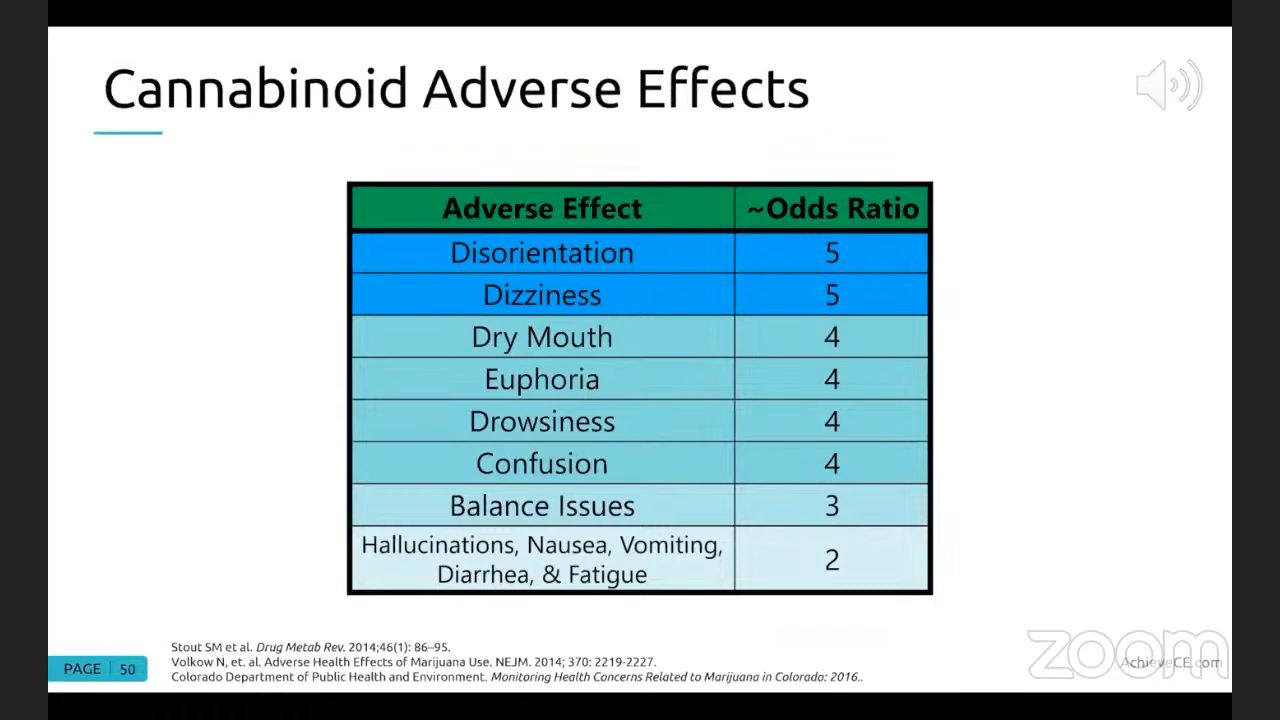 Cannabinoid Adverse Effects
Adverse Effect ~Odds Ratio
Disorientation 5
Dizziness 5
Dry Mouth 4
Euphoria 4
Drowsiness 4
Confusion 4
Balance Issues 3
Hallucinations, Nausea, Vomiting,
Diarrhea, & Fatigue 2
Stout SM et al. Drug Metab Rev. 2014;46(1): 86–95.
Volkow N, et. al. Adverse Health Effects of Marijuana Use. NEJM. 2014; 370: 2219-2227.
Colorado Department of Public Health and Environment. Monitoring Health Concerns Related to Marijuana in Colorado: 2016..
PAGE 50
zoom
AchieveCE.com